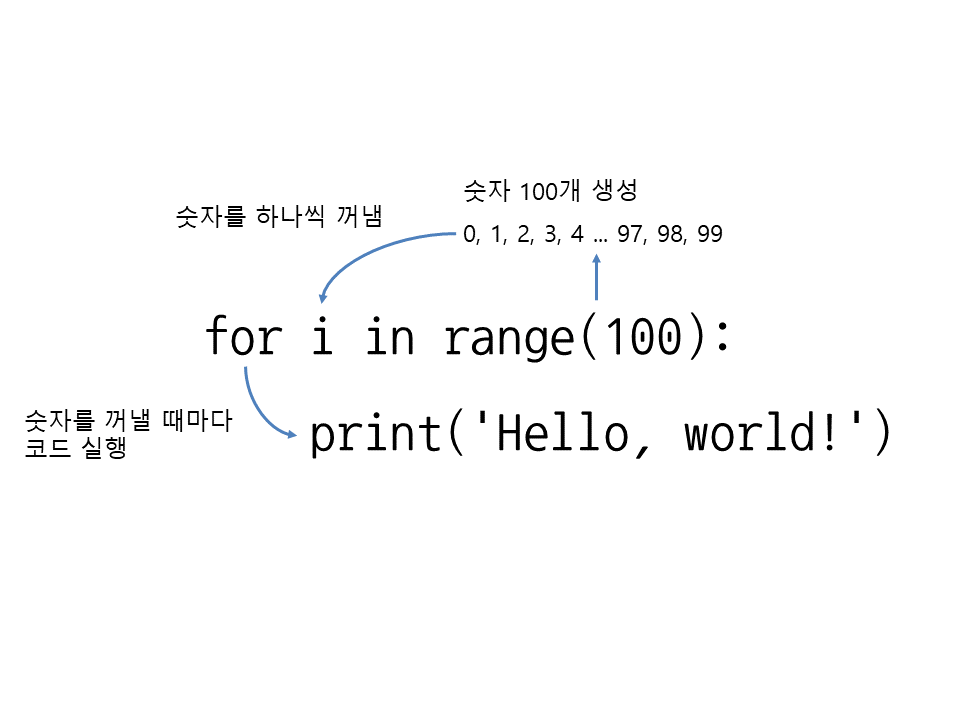 숫자 100개 생성
숫자를 하나씩 꺼냄
0, 1, 2, 3, 4 ... 97, 98, 99
for i in range(100):
숫자를 꺼낼 때마다
코드 실행
print('Hello, world!')